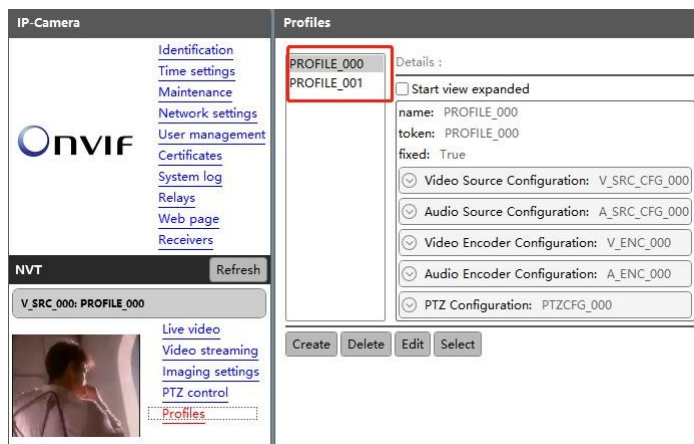 IP-Camera
Identification
Time settings
Maintenance
Network settings
User management
Certificates
System log
Relays
Web page
Receivers
ONVIF
NVT
Refresh
V_SRC_000: PROFILE_000
Live video
Video streaming
Imaging settings
PTZ control
Profiles
Profiles
PROFILE_000
PROFILE_001
Details :
Start view expanded
name: PROFILE_000
token: PROFILE_000
fixed: True
Video Source Configuration: V_SRC_CFG_000
Audio Source Configuration: A_SRC_CFG_000
Video Encoder Configuration: V_ENC_000
Audio Encoder Configuration: A_ENC_000
PTZ Configuration: PTZCFG_000
Create Delete Edit Select